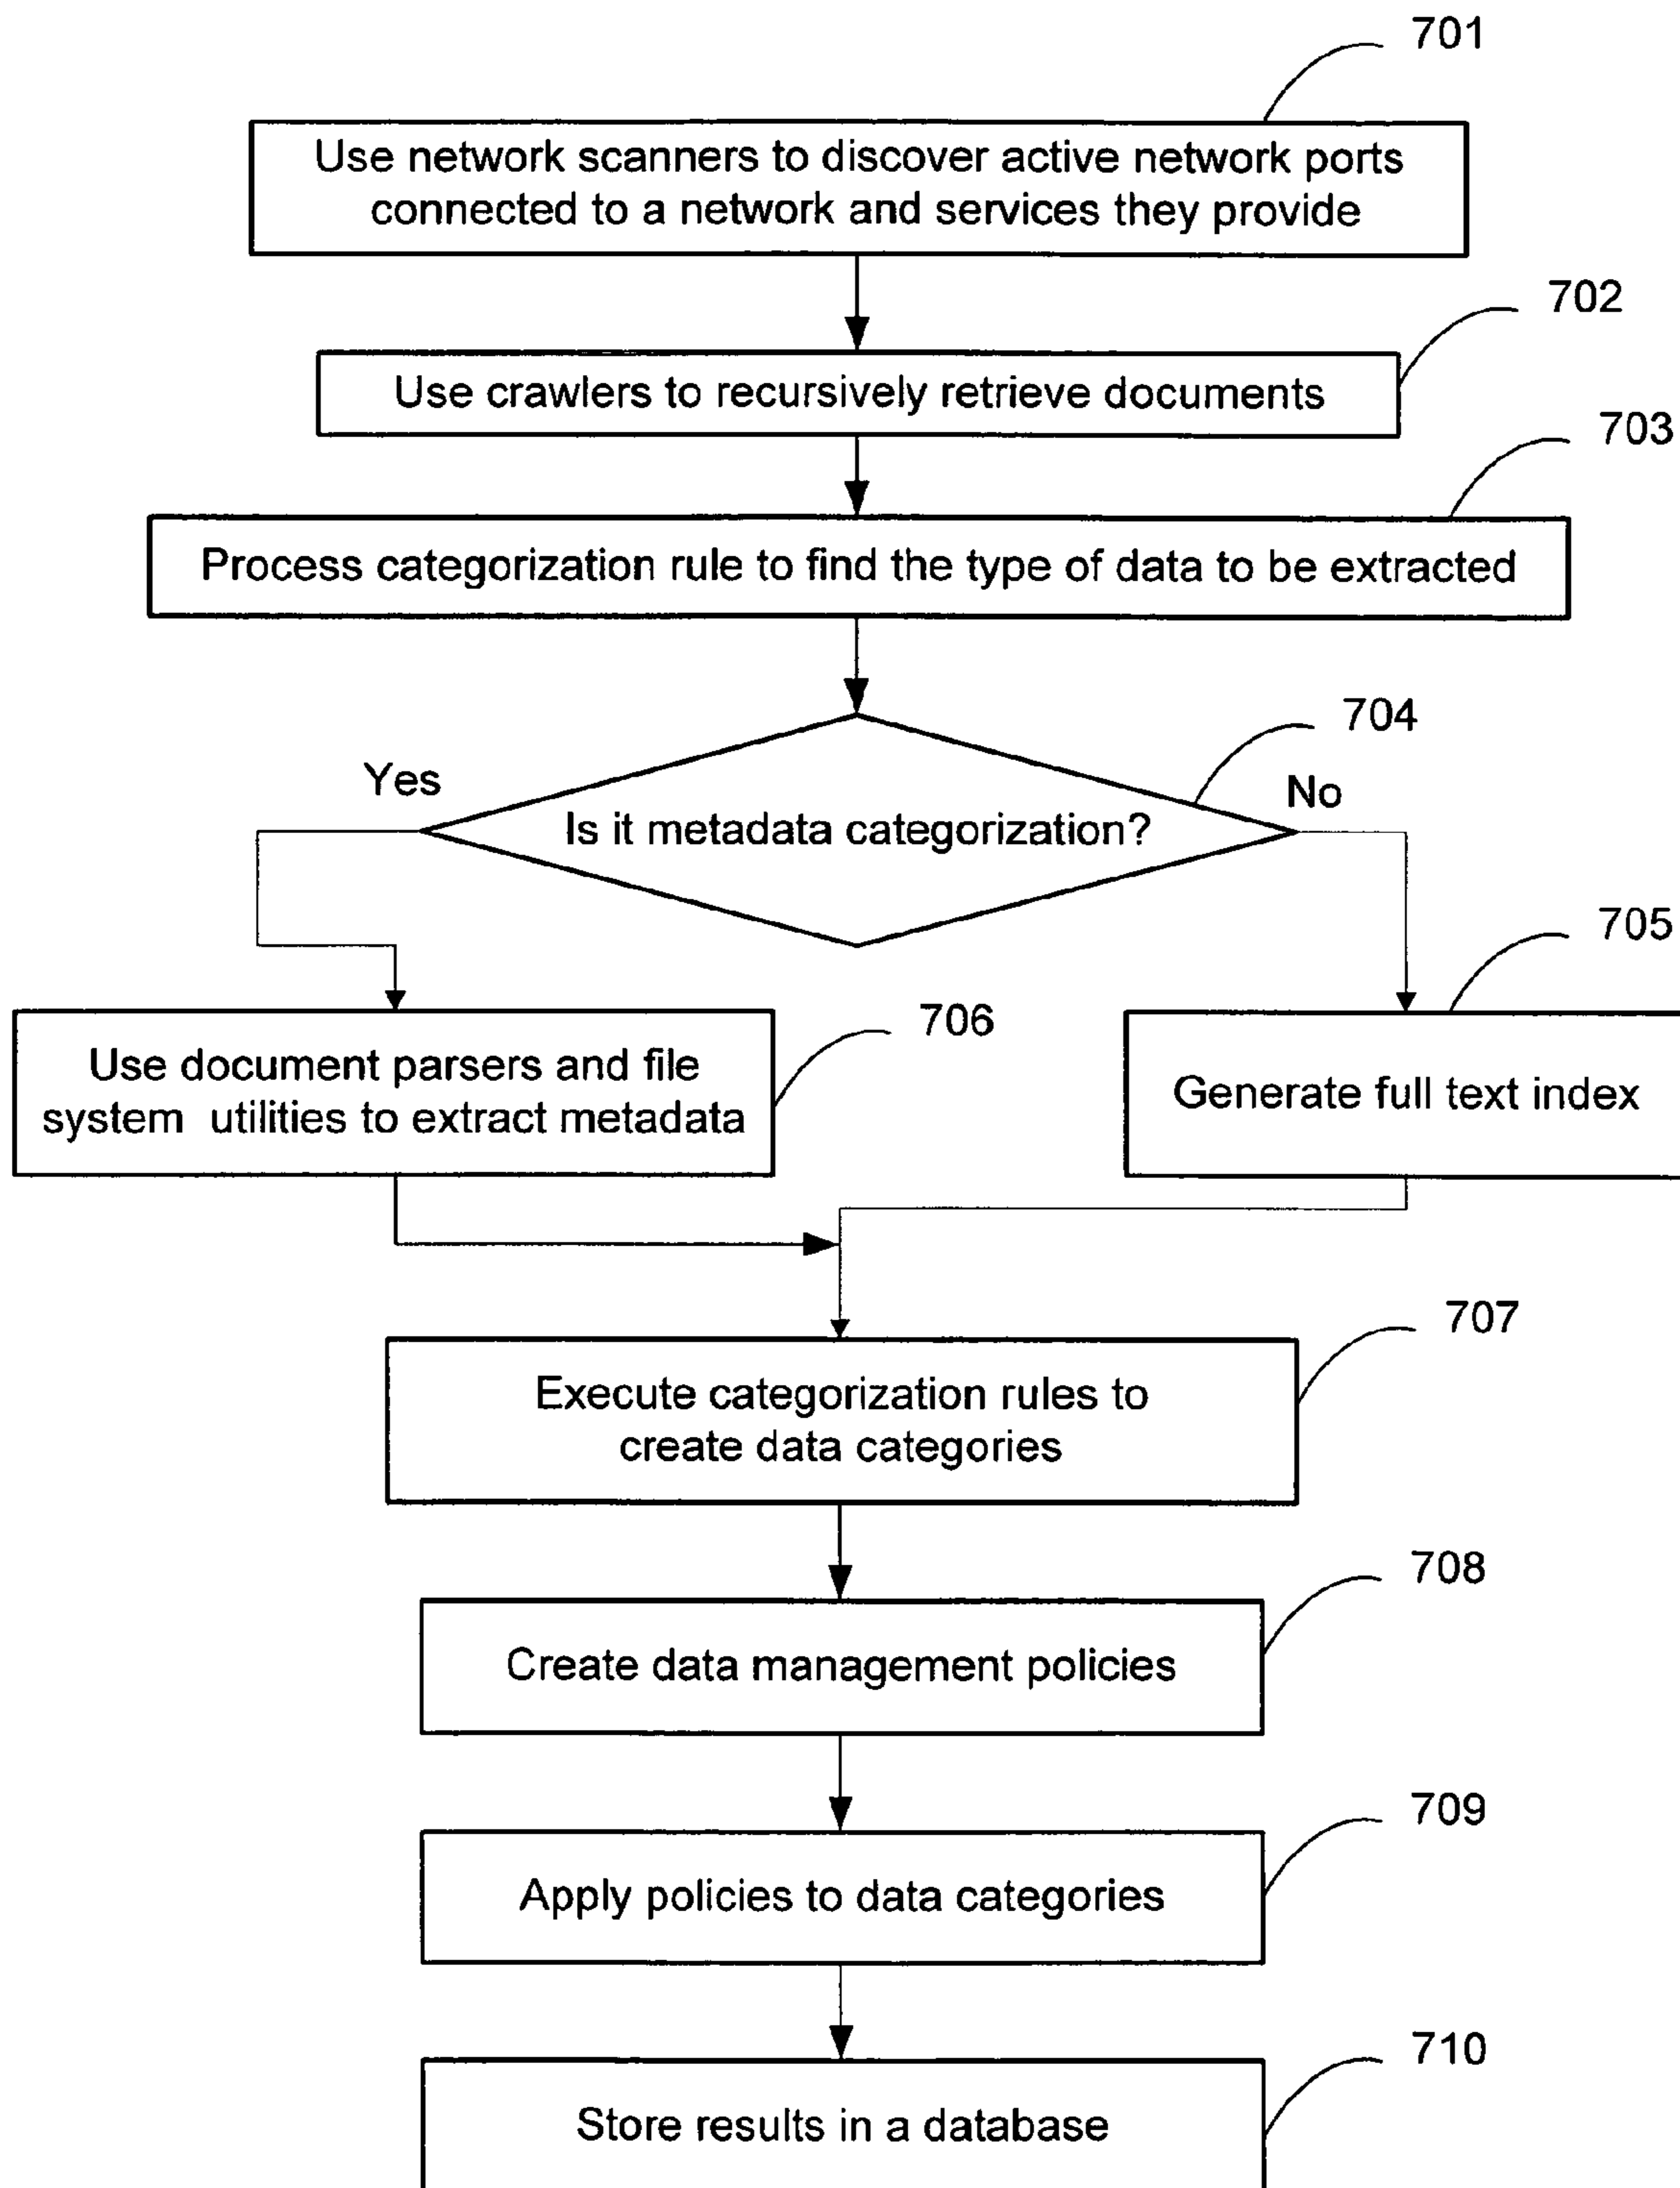 701
Use network scanners to discover active network ports
connected to a network and services they provide
702
Use crawlers to recursively retrieve documents
703
Process categorization rule to find the type of data to be extracted
704
Yes
No
Is it metadata categorization?
705
706
Use document parsers and file
system utilities to extract metadata
Generate full text index
707
Execute categorization rules to
create data categories
708
Create data management policies
709
Apply policies to data categories
710
Store results in a database